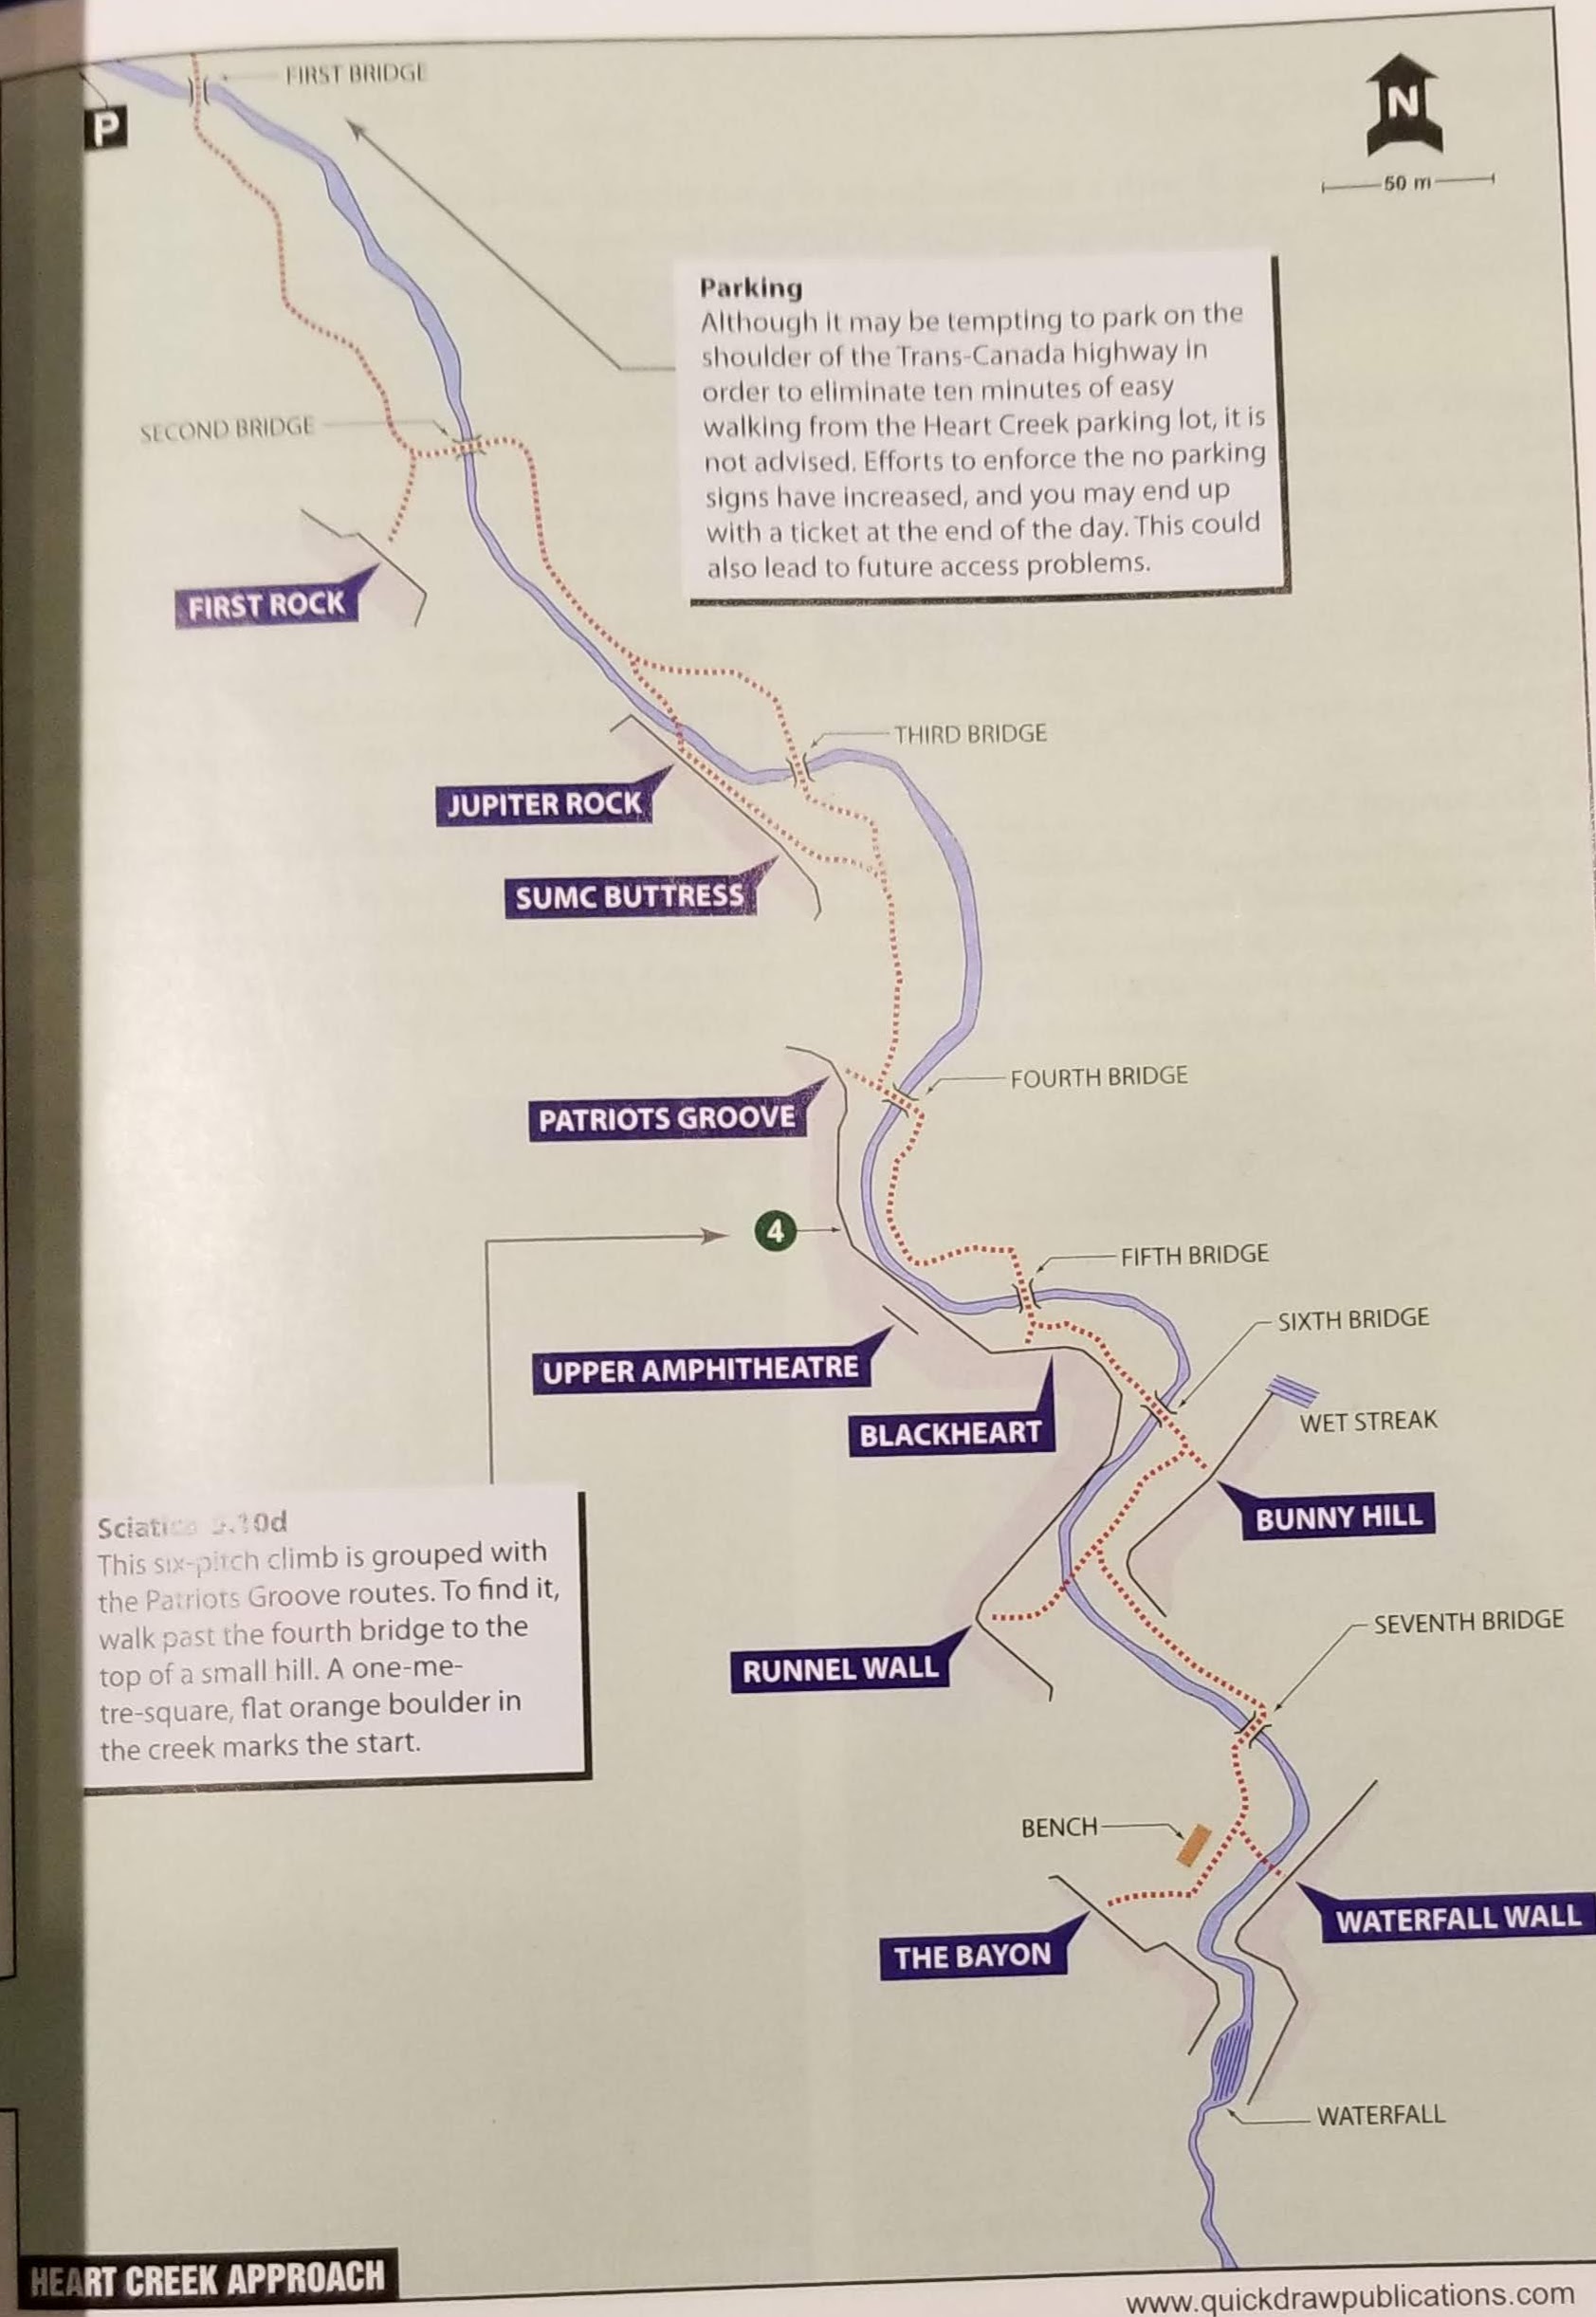 FIRST BRIDGE
P
N
50 m
Parking
Although it may be tempting to park on the
shoulder of the Trans-Canada highway in
order to eliminate ten minutes of easy
walking from the Heart Creek parking lot, it is
not advised. Efforts to enforce the no parking
signs have increased, and you may end up
with a ticket at the end of the day. This could
also lead to future access problems.
SECOND BRIDGE
FIRST ROCK
THIRD BRIDGE
JUPITER ROCK
SUMC BUTTRESS
FOURTH BRIDGE
PATRIOTS GROOVE
4
FIFTH BRIDGE
SIXTH BRIDGE
UPPER AMPHITHEATRE
WET STREAK
BLACKHEART
BUNNY HILL
Sciatica 5.10d
This six-pitch climb is grouped with
the Patriots Groove routes. To find it,
walk past the fourth bridge to the
top of a small hill. A one-me-
tre-square, flat orange boulder in
the creek marks the start.
SEVENTH BRIDGE
RUNNEL WALL
BENCH
WATERFALL WALL
THE BAYON
WATERFALL
HEART CREEK APPROACH
www.quickdrawpublications.com